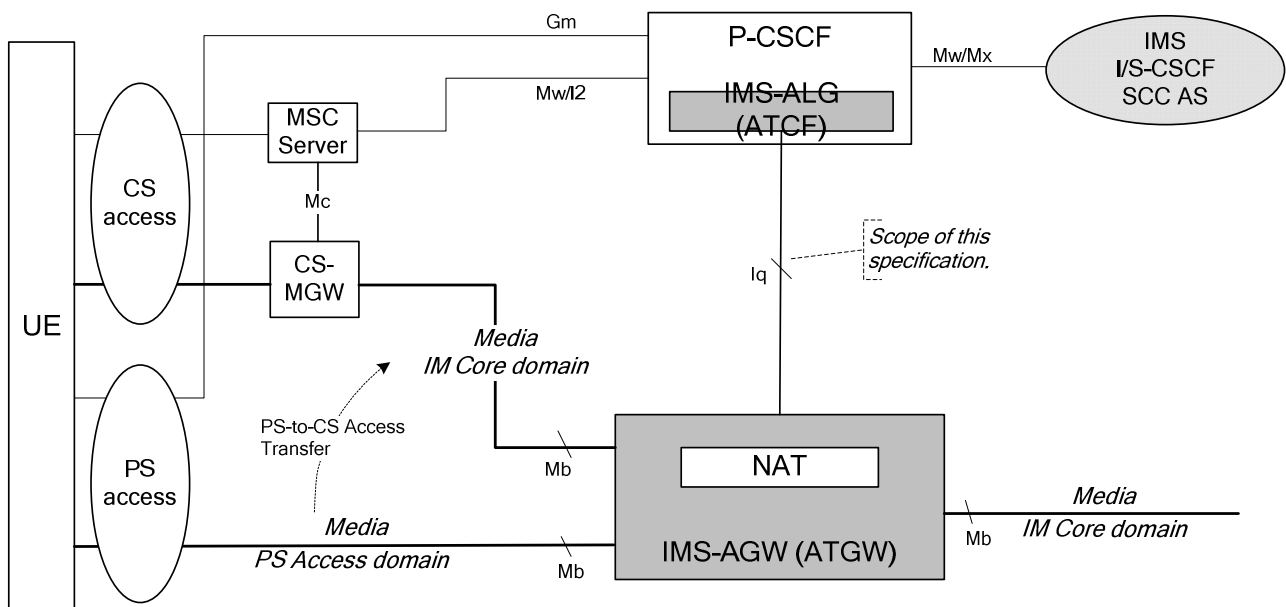 Gm
P-CSCF
IMS-ALG
(ATCF)
Mw/Mx
IMS
I/S-CSCF
SCC AS
Mw/I2
MSC
Server
CS
access
Mc
CS-
MGW
Scope of this
specification.
Iq
UE
Media
IM Core domain
PS-to-CS Access
Transfer
PS
access
Mb
NAT
Media
PS Access domain
Mb
IMS-AGW (ATGW)
Mb
Media
IM Core domain